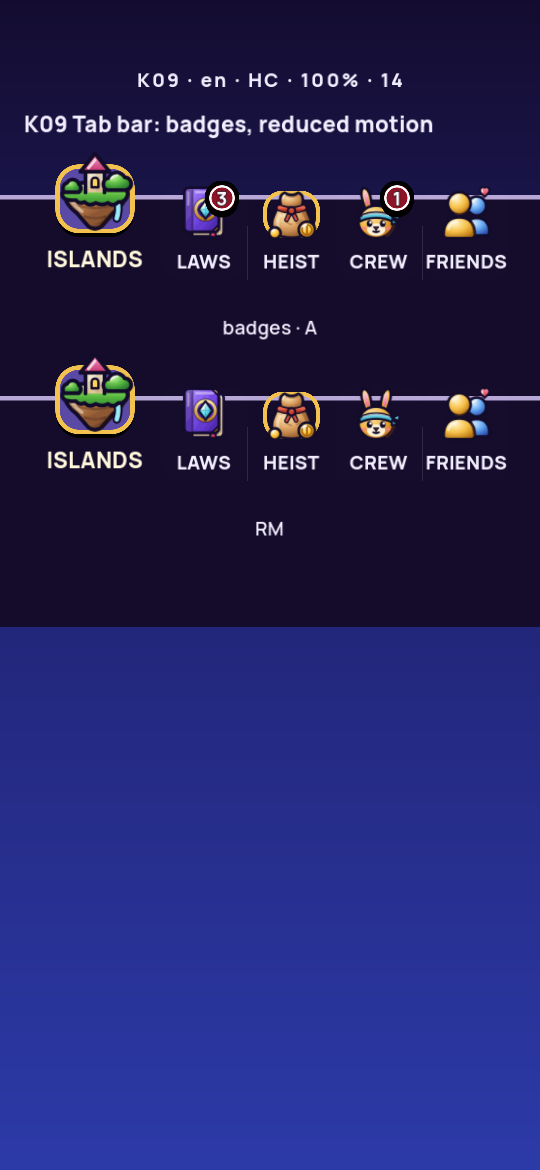 K09 · en · HC · 100% · 14
K09 Tab bar: badges, reduced motion
3 1
ISLANDS LAWS HEIST CREW FRIENDS
badges · A
ISLANDS LAWS HEIST CREW FRIENDS
RM